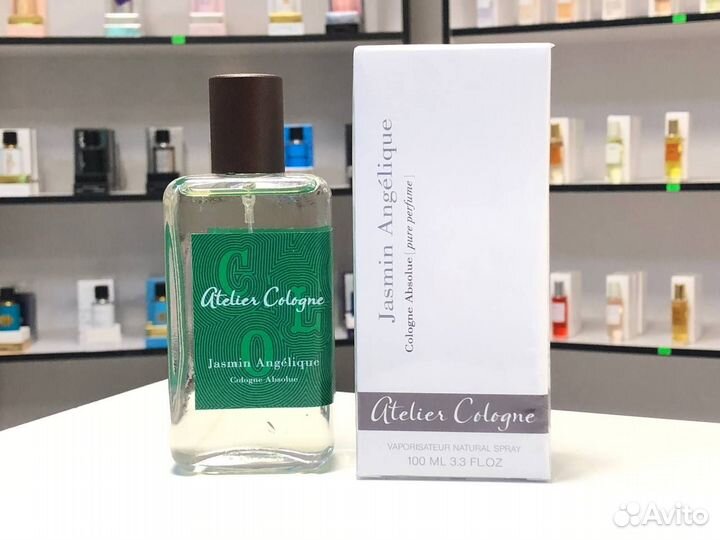 C
L
O
Atelier Cologne
Jasmin Angélique
Cologne Absolue
Jasmin Angélique
Cologne Absolue | pure perfume |
Atelier Cologne
VAPORISATEUR NATURAL SPRAY
100 ML 3.3 FL.OZ
Avito